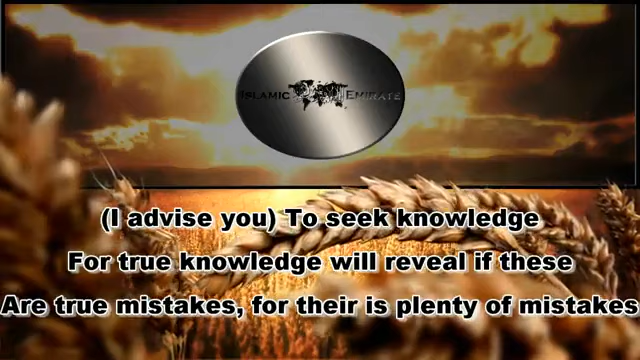 ISLAMIC EMIRATE
(I advise you) To seek knowledge
For true knowledge will reveal if these
Are true mistakes, for their is plenty of mistakes